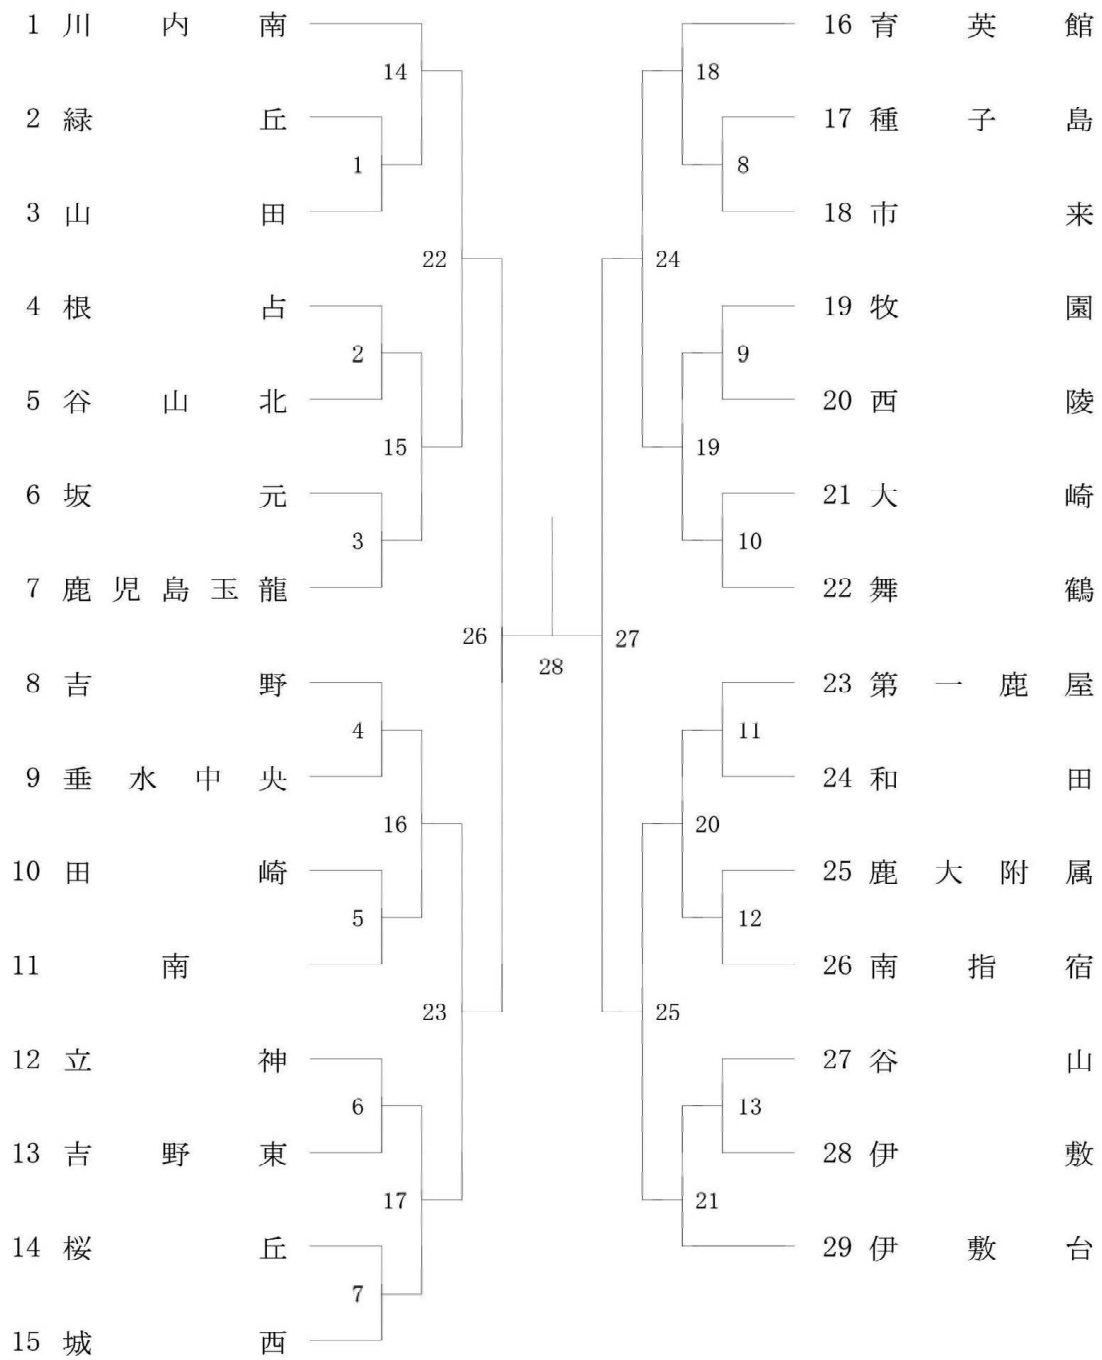 1 川内南
14
2 緑丘
1
3 山田
22
4 根占
2
5 谷山北
15
6 坂元
3
7 鹿児島玉龍
26
8 吉野
4
9 垂水中央
16
10 田崎
5
11 南
23
12 立神
6
13 吉野東
17
14 桜丘
7
15 城西
28
16 育英館
18
17 種子島
8
18 市来
24
19 牧園
9
20 西陵
19
21 大崎
10
22 舞鶴
27
23 第一鹿屋
11
24 和田
20
25 鹿大附属
12
26 南指宿
25
27 谷山
13
28 伊敷
21
29 伊敷台